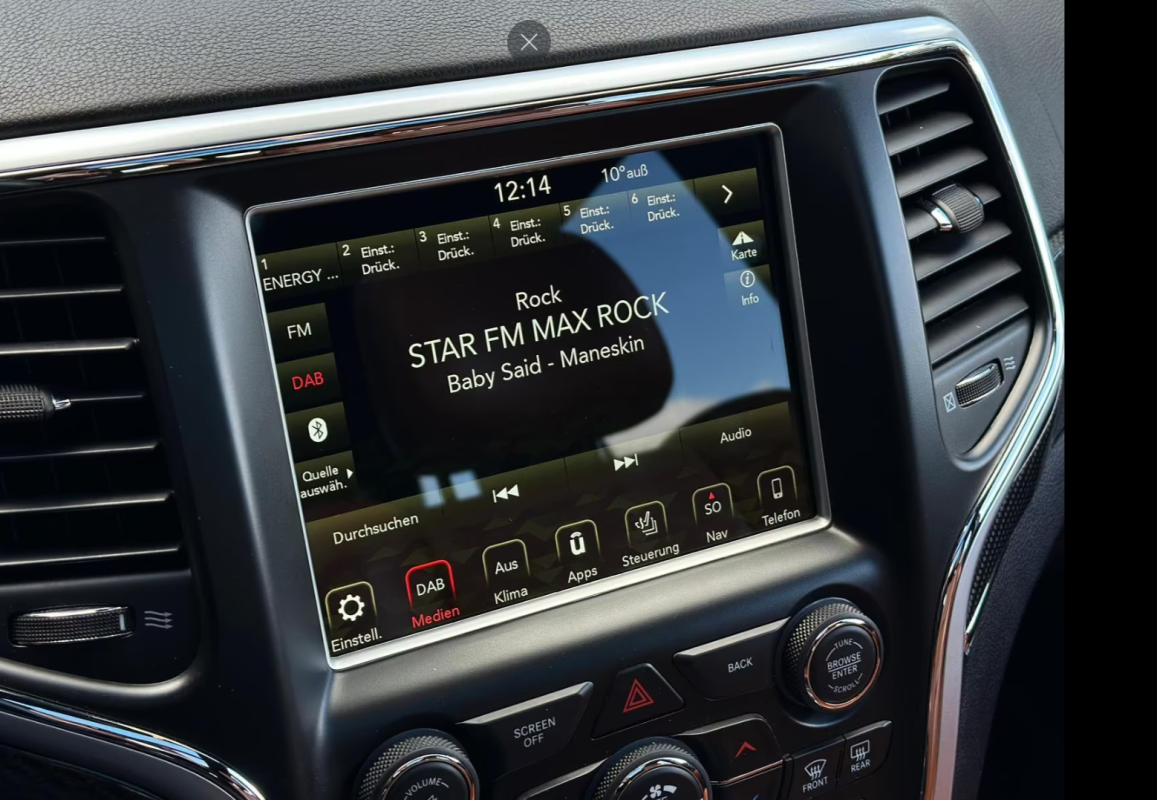 12:14
10°auß
1
ENERGY ...
2 Einst.:
Drück.
3 Einst.:
Drück.
4 Einst.:
Drück.
5 Einst.:
Drück.
6 Einst.:
Drück.
Karte
Info
Rock
STAR FM MAX ROCK
Baby Said - Maneskin
FM
DAB
Quelle
auswäh.
Durchsuchen
Audio
Einstell.
DAB
Medien
Aus
Klima
ū
Apps
Steuerung
SO
Nav
Telefon
BACK
TUNE
BROWSE
ENTER
SCROLL
SCREEN
OFF
VOLUME
FRONT
REAR